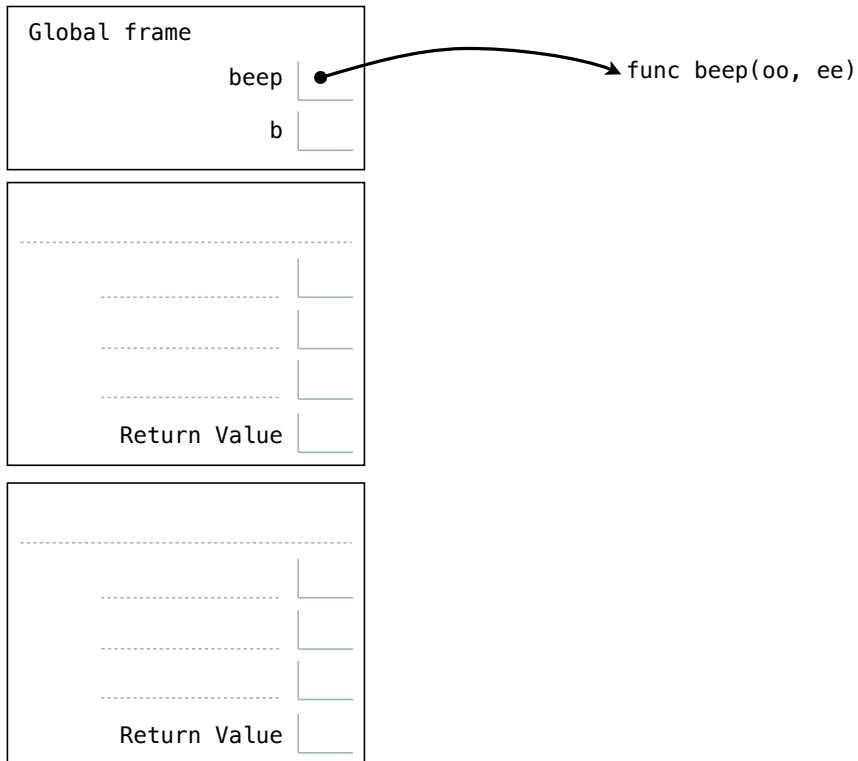 Global frame
beep
func beep(oo, ee)
b
Return Value
Return Value